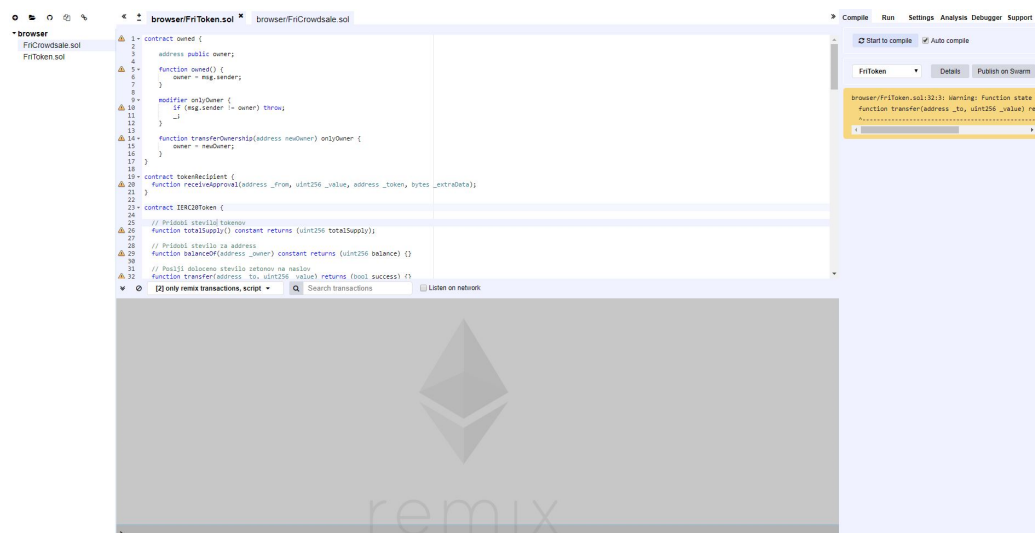 browser
FriCrowdsale.sol
FriToken.sol
browser/FriToken.sol
browser/FriCrowdsale.sol
1 contract owned {
2
3 address public owner;
4
5 function owned() {
6 owner = msg.sender;
7 }
8
9 modifier onlyOwner {
10 if (msg.sender != owner) throw;
11 _;
12 }
13
14 function transferOwnership(address newOwner) onlyOwner {
15 owner = newOwner;
16 }
17 }
18
19 contract tokenRecipient {
20 function receiveApproval(address _from, uint256 _value, address _token, bytes _extraData);
21 }
22
23 contract IERC20Token {
24
25 // Pridobi stevilo tokenov
26 function totalSupply() constant returns (uint256 totalSupply);
27
28 // Pridobi stevilo za address
29 function balanceOf(address _owner) constant returns (uint256 balance) {}
30
31 // Poslji doloceno stevilo zetonov na naslov
32 function transfer(address _to, uint256 _value) returns (bool success) {}
[2] only remix transactions, script
Search transactions
Listen on network
remix
Compile Run Settings Analysis Debugger Support
Start to compile
Auto compile
FriToken
Details
Publish on Swarm
browser/FriToken.sol:32:3: Warning: Function state
function transfer(address _to, uint256 _value) re
^-----------------------------------------------